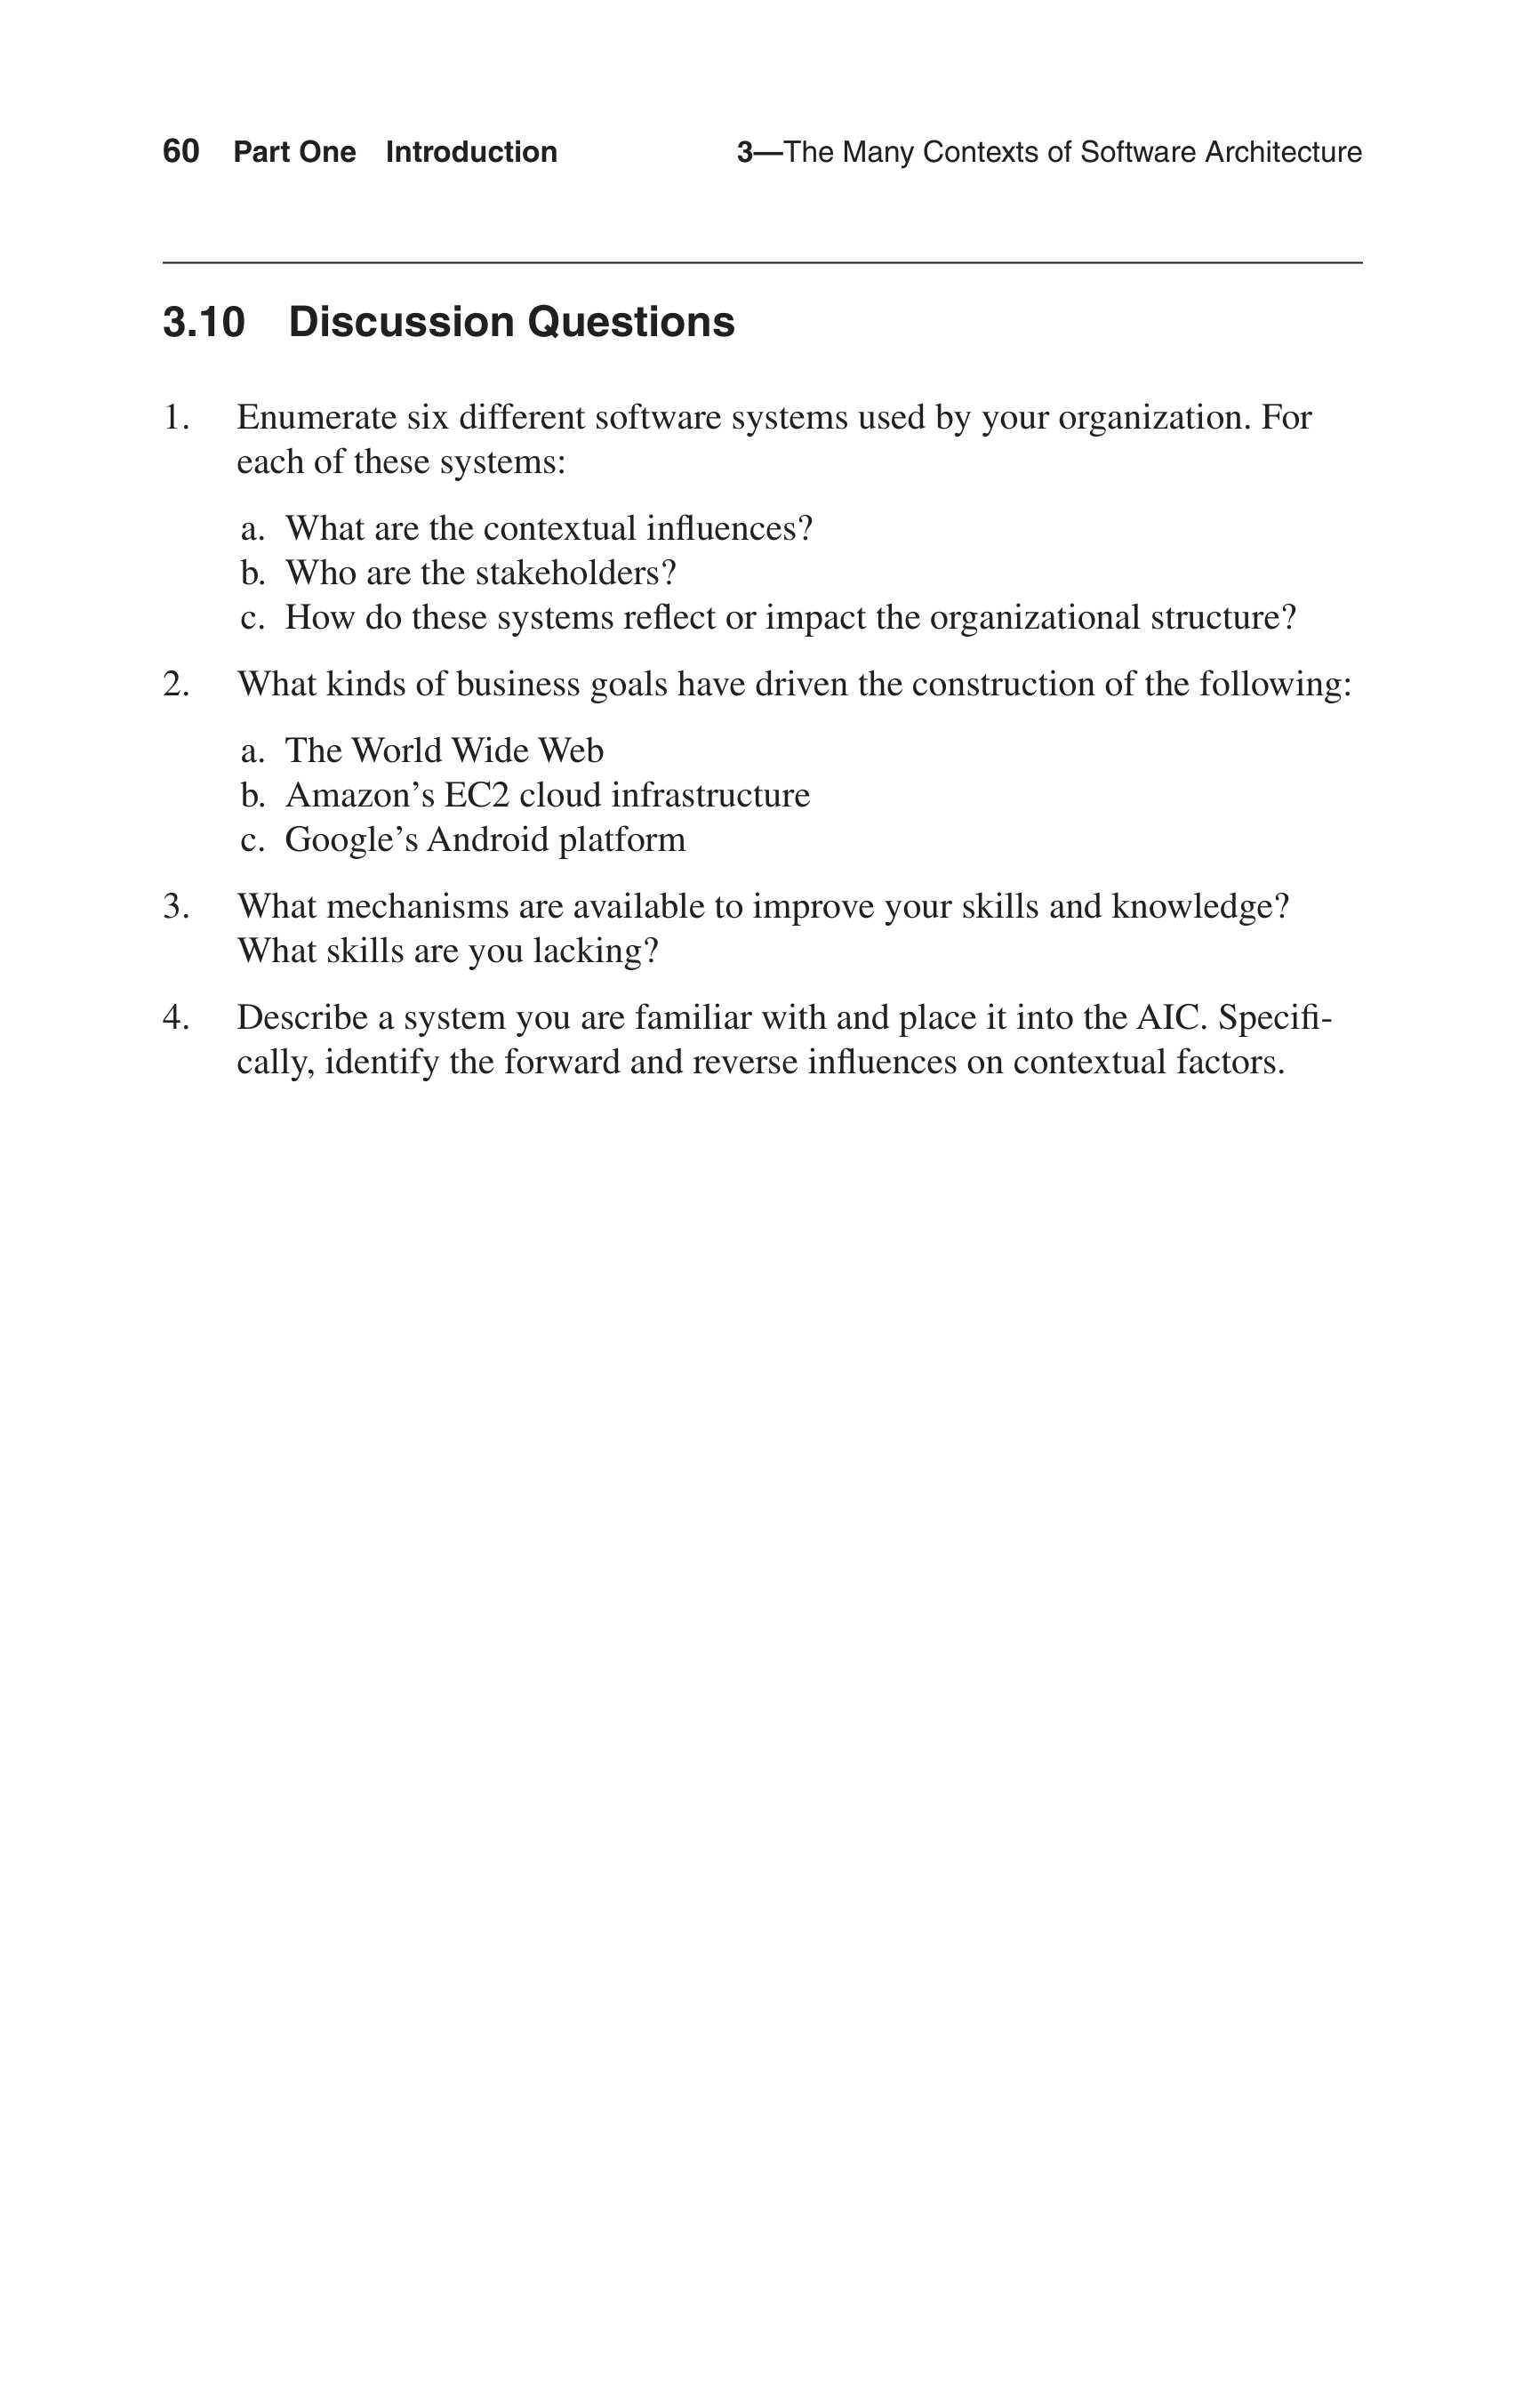 60 Part One Introduction 3—The Many Contexts of Software Architecture
3.10 Discussion Questions
1. Enumerate six different software systems used by your organization. For
each of these systems:
a. What are the contextual influences?
b. Who are the stakeholders?
c. How do these systems reflect or impact the organizational structure?
2. What kinds of business goals have driven the construction of the following:
a. The World Wide Web
b. Amazon’s EC2 cloud infrastructure
c. Google’s Android platform
3. What mechanisms are available to improve your skills and knowledge?
What skills are you lacking?
4. Describe a system you are familiar with and place it into the AIC. Specifi-
cally, identify the forward and reverse influences on contextual factors.